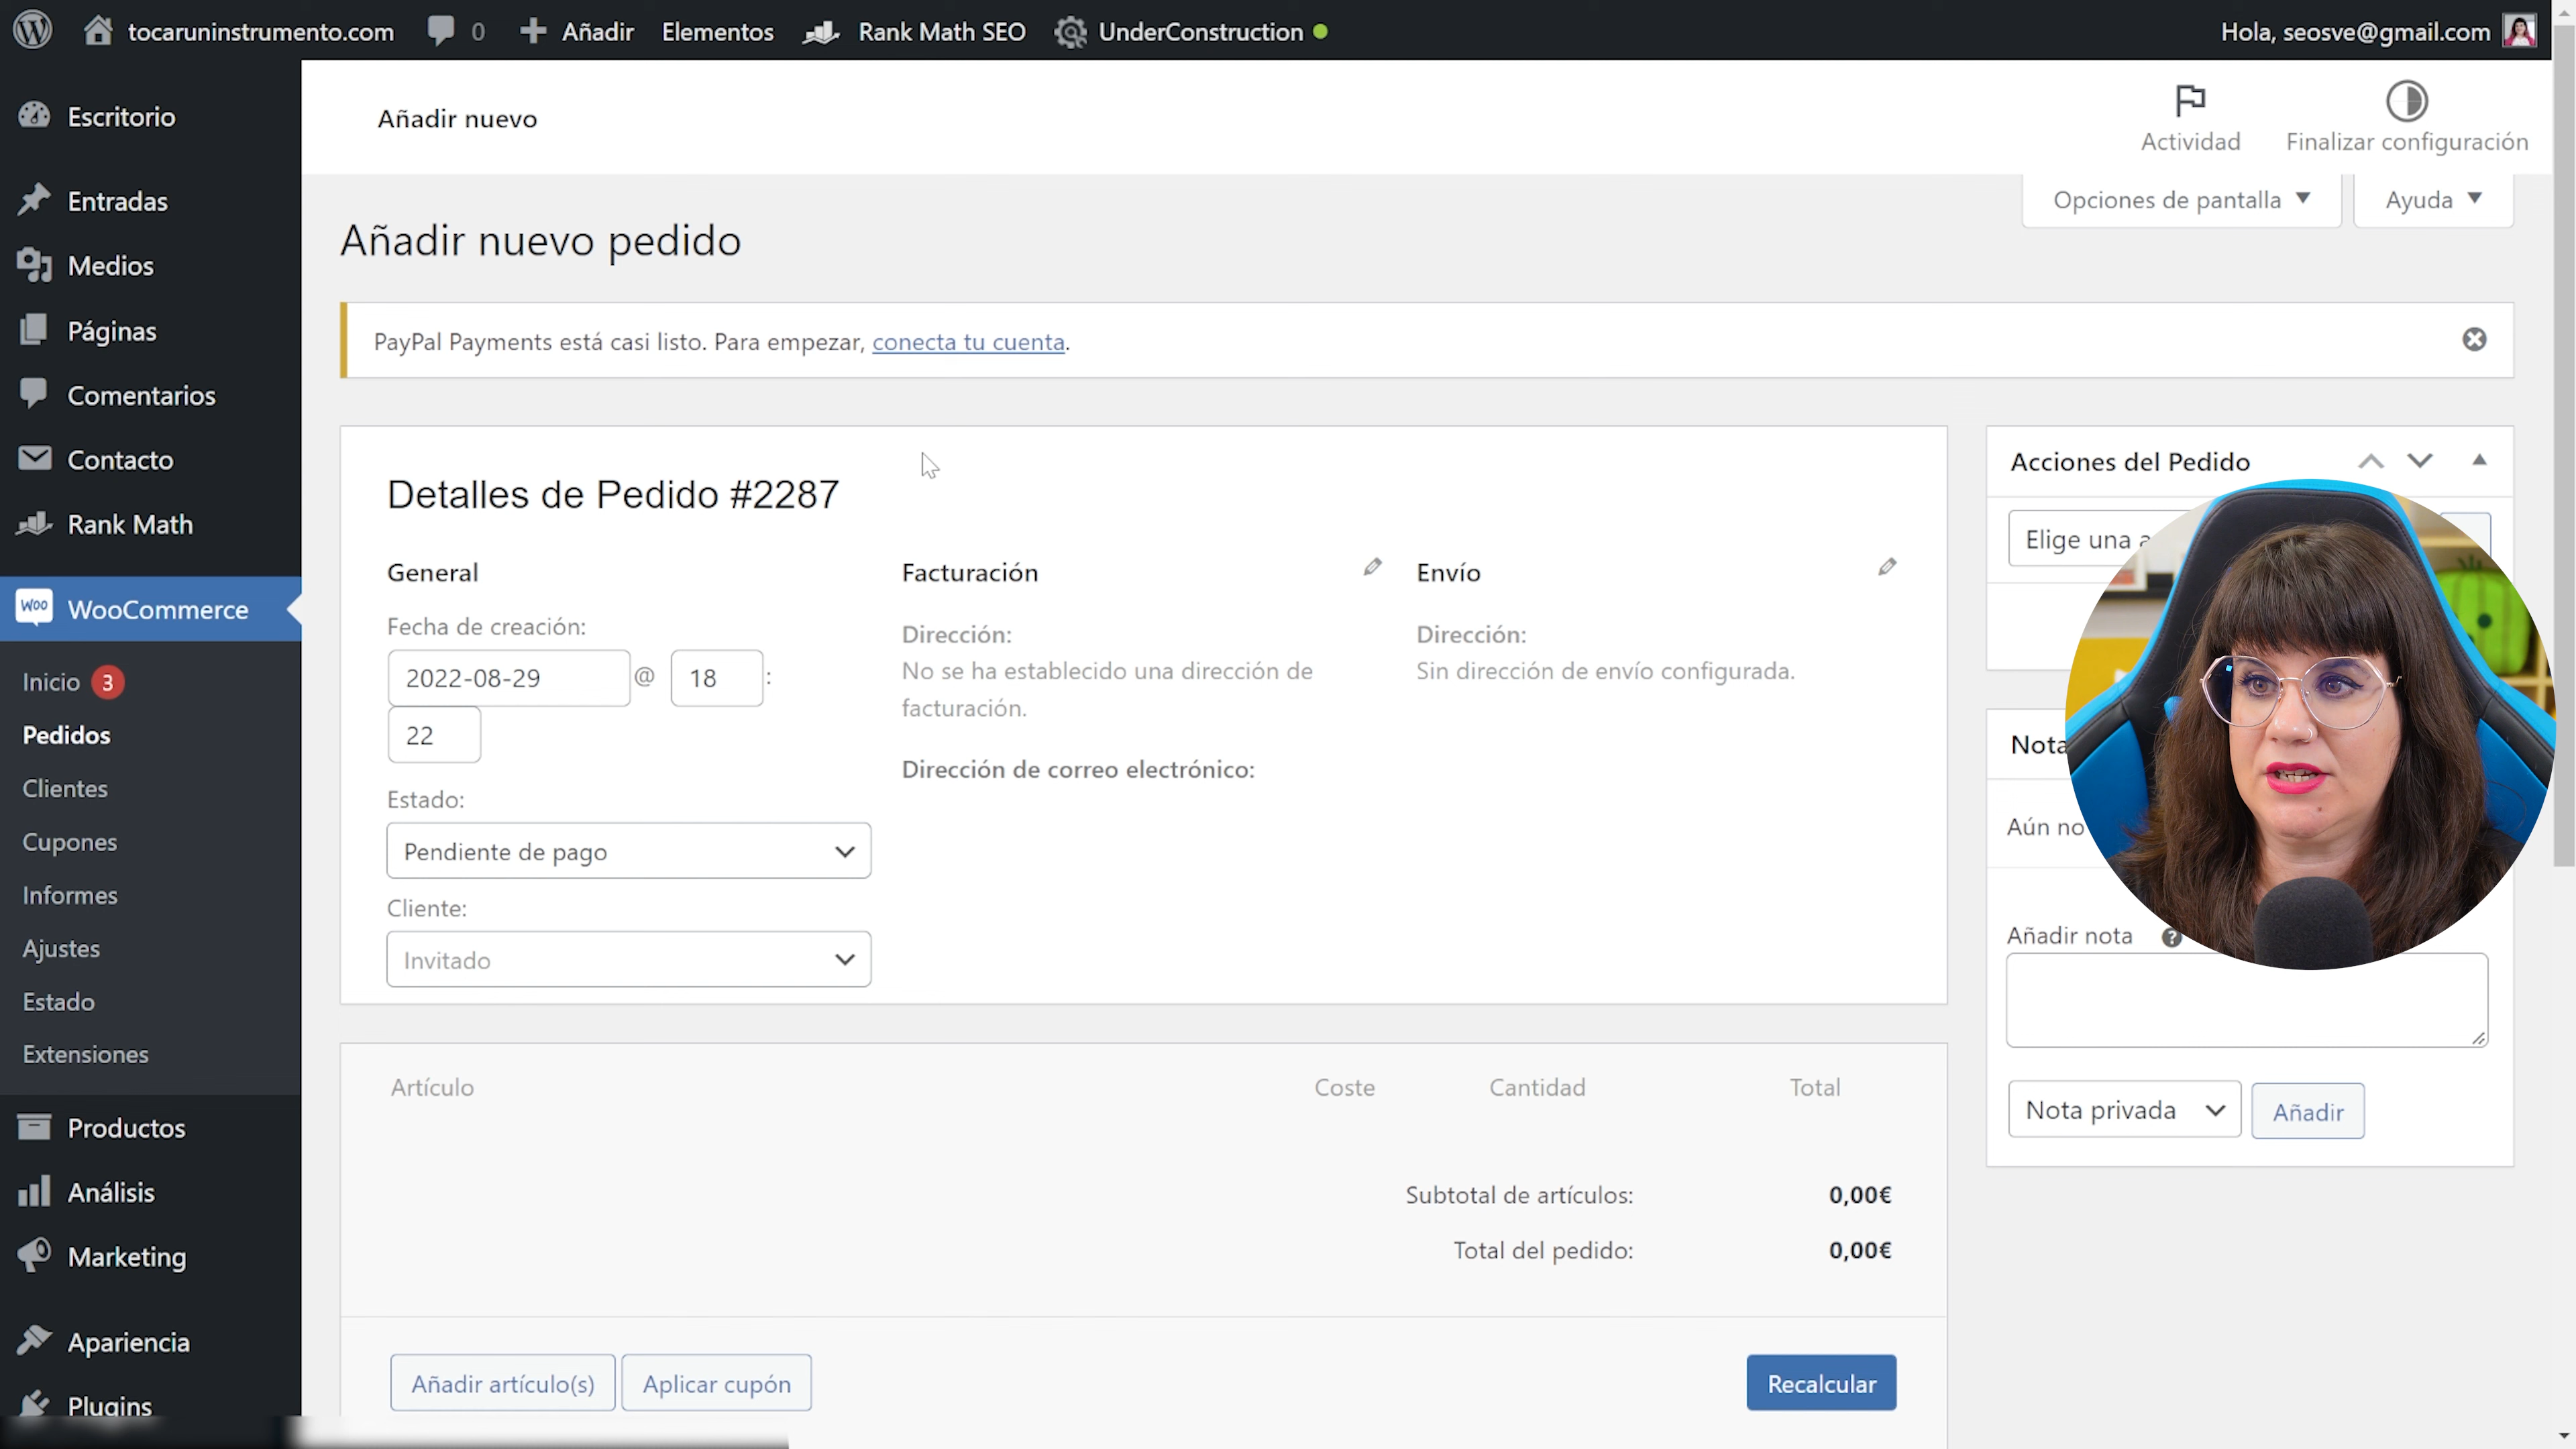 tocaruninstrumento.com 0 Añadir Elementos Rank Math SEO UnderConstruction Hola, seosve@gmail.com
Escritorio
Entradas
Medios
Páginas
Comentarios
Contacto
Rank Math
WOO WooCommerce
Inicio 3
Pedidos
Clientes
Cupones
Informes
Ajustes
Estado
Extensiones
Productos
Análisis
Marketing
Apariencia
Plugins
Añadir nuevo
Actividad
Finalizar configuración
Opciones de pantalla
Ayuda
Añadir nuevo pedido
PayPal Payments está casi listo. Para empezar, conecta tu cuenta.
Detalles de Pedido #2287
General
Fecha de creación:
2022-08-29 @ 18 :
22
Estado:
Pendiente de pago
Cliente:
Invitado
Facturación
Dirección:
No se ha establecido una dirección de
facturación.
Dirección de correo electrónico:
Envío
Dirección:
Sin dirección de envío configurada.
Artículo Coste Cantidad Total
Subtotal de artículos: 0,00€
Total del pedido: 0,00€
Añadir artículo(s) Aplicar cupón Recalcular
Acciones del Pedido
Elige una a
Nota
Aún no
Añadir nota ?
Nota privada Añadir